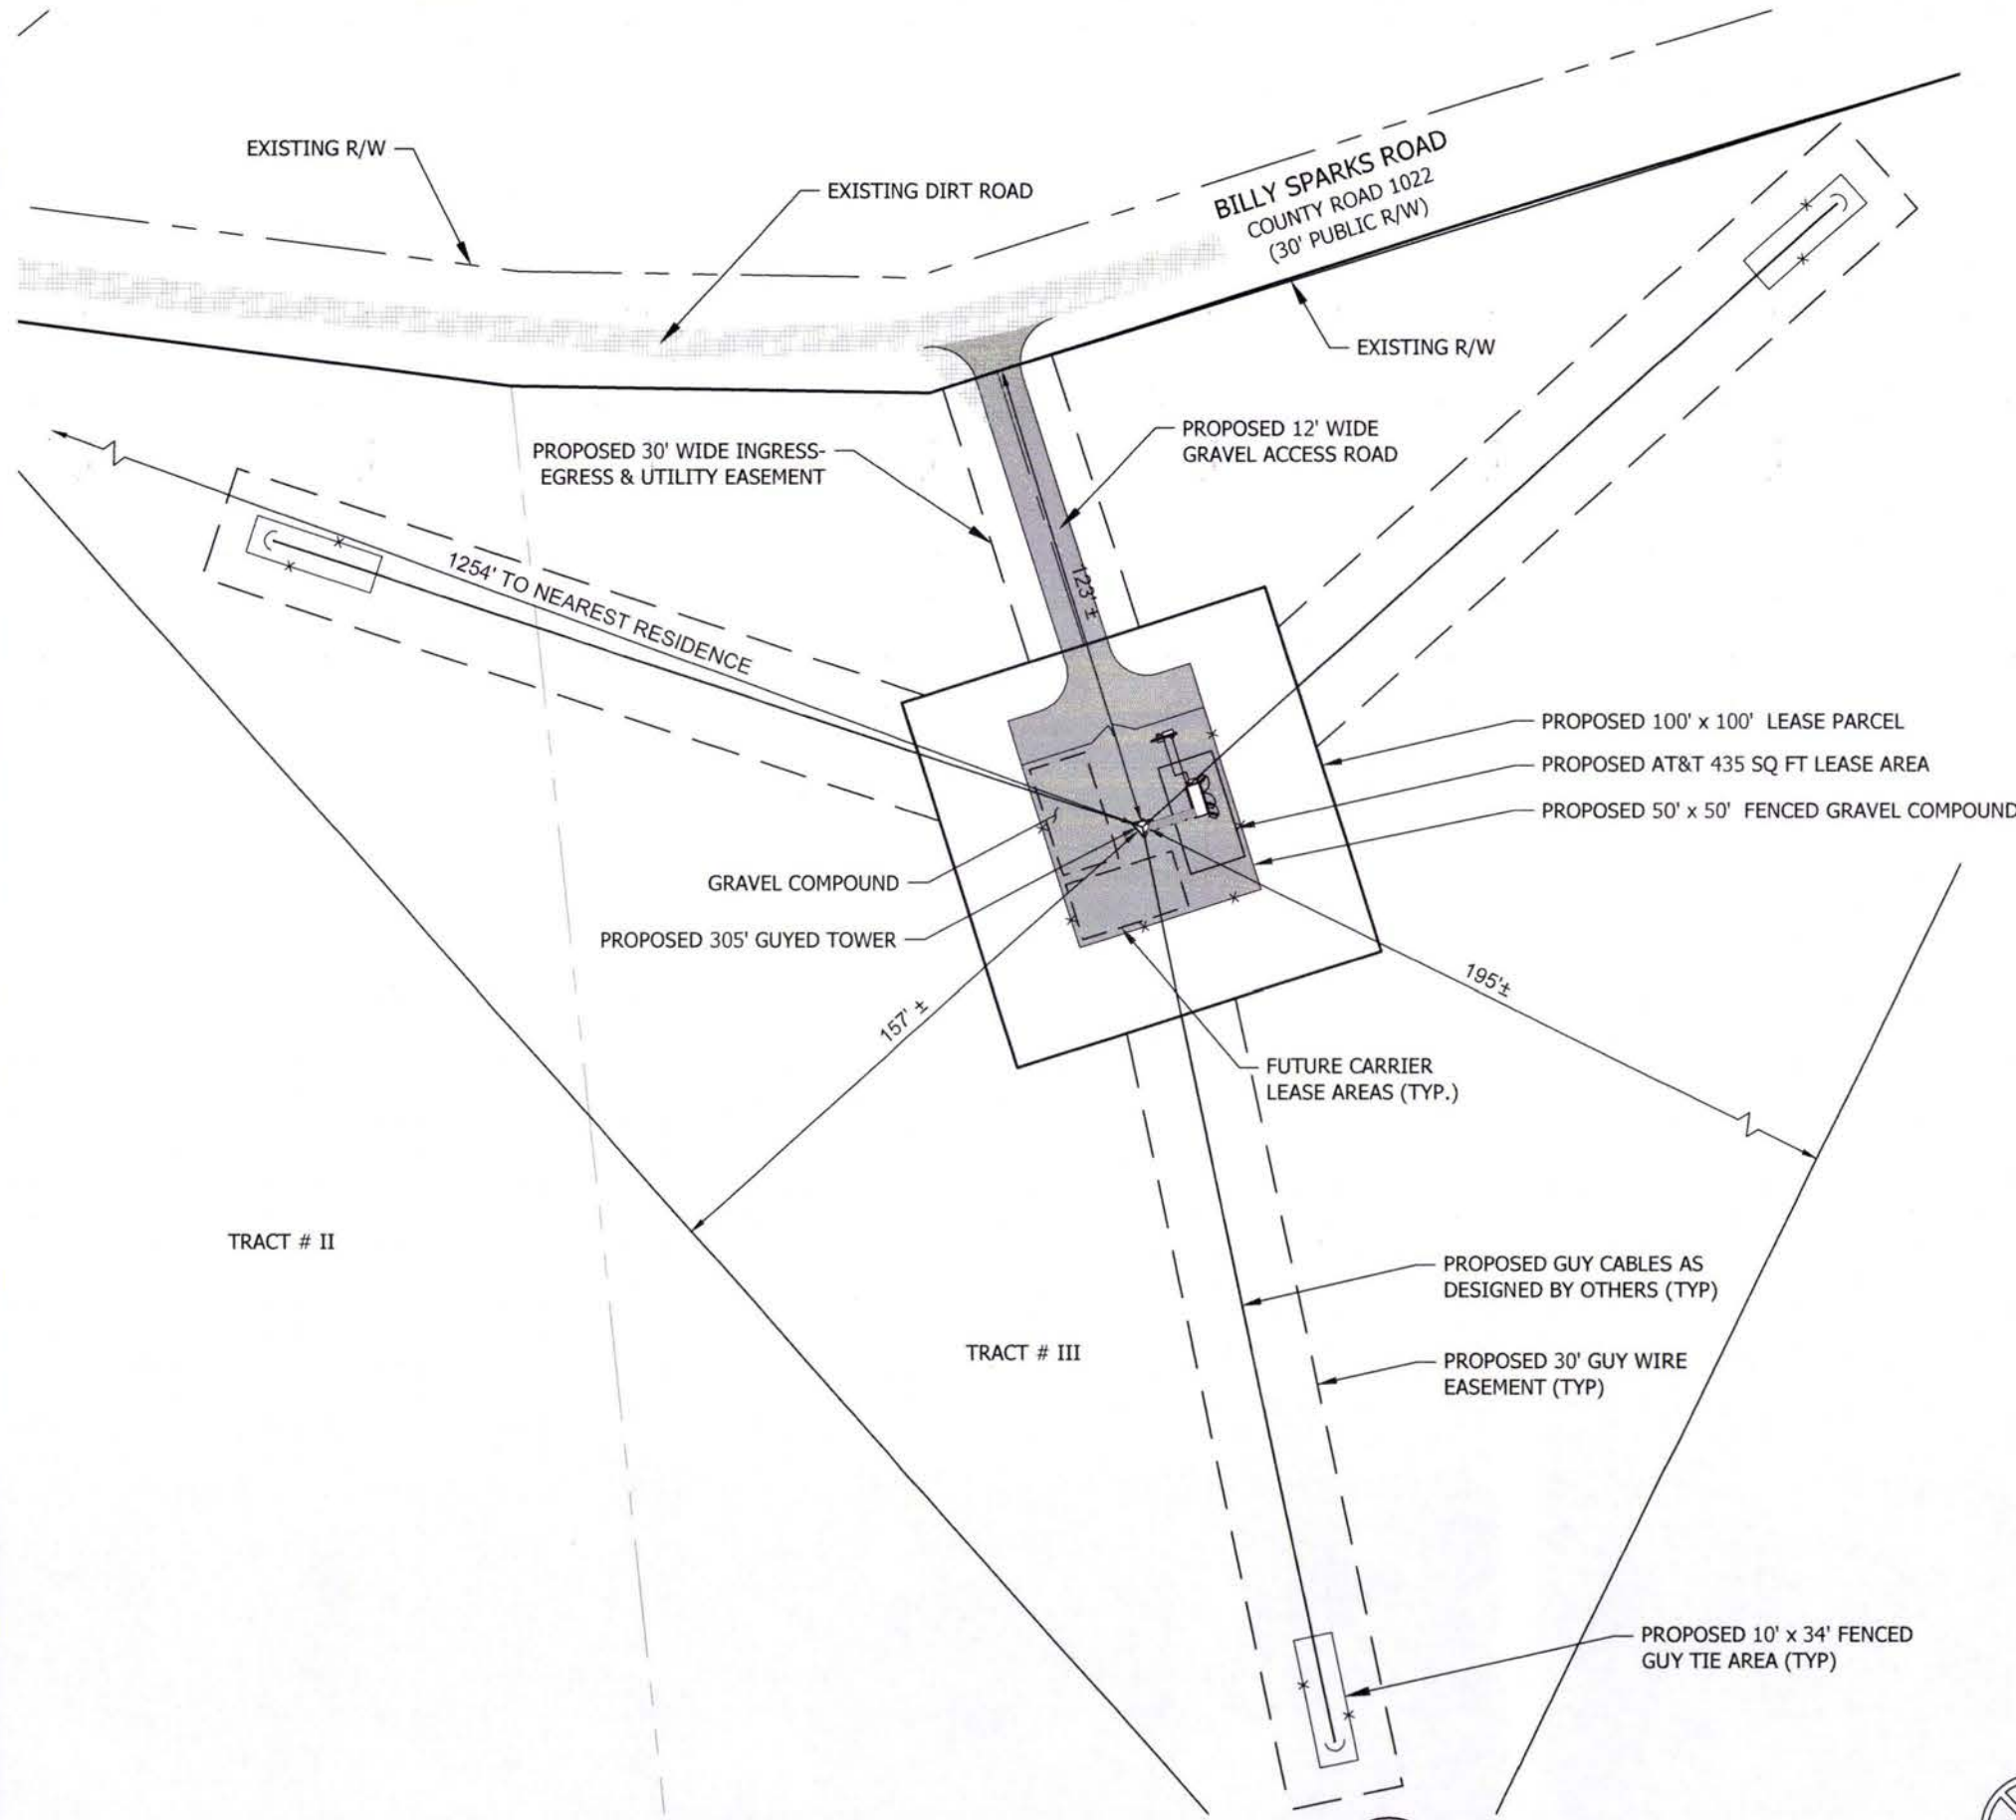 EXISTING R/W
EXISTING DIRT ROAD
BILLY SPARKS ROAD
COUNTY ROAD 1022
(30' PUBLIC R/W)
EXISTING R/W
PROPOSED 30' WIDE INGRESS-
EGRESS & UTILITY EASEMENT
PROPOSED 12' WIDE
GRAVEL ACCESS ROAD
1254' TO NEAREST RESIDENCE
123' ±
PROPOSED 100' x 100' LEASE PARCEL
PROPOSED AT&T 435 SQ FT LEASE AREA
PROPOSED 50' x 50' FENCED GRAVEL COMPOUND
GRAVEL COMPOUND
PROPOSED 305' GUYED TOWER
157' ±
195'±
FUTURE CARRIER
LEASE AREAS (TYP.)
TRACT # II
TRACT # III
PROPOSED GUY CABLES AS
DESIGNED BY OTHERS (TYP)
PROPOSED 30' GUY WIRE
EASEMENT (TYP)
PROPOSED 10' x 34' FENCED
GUY TIE AREA (TYP)